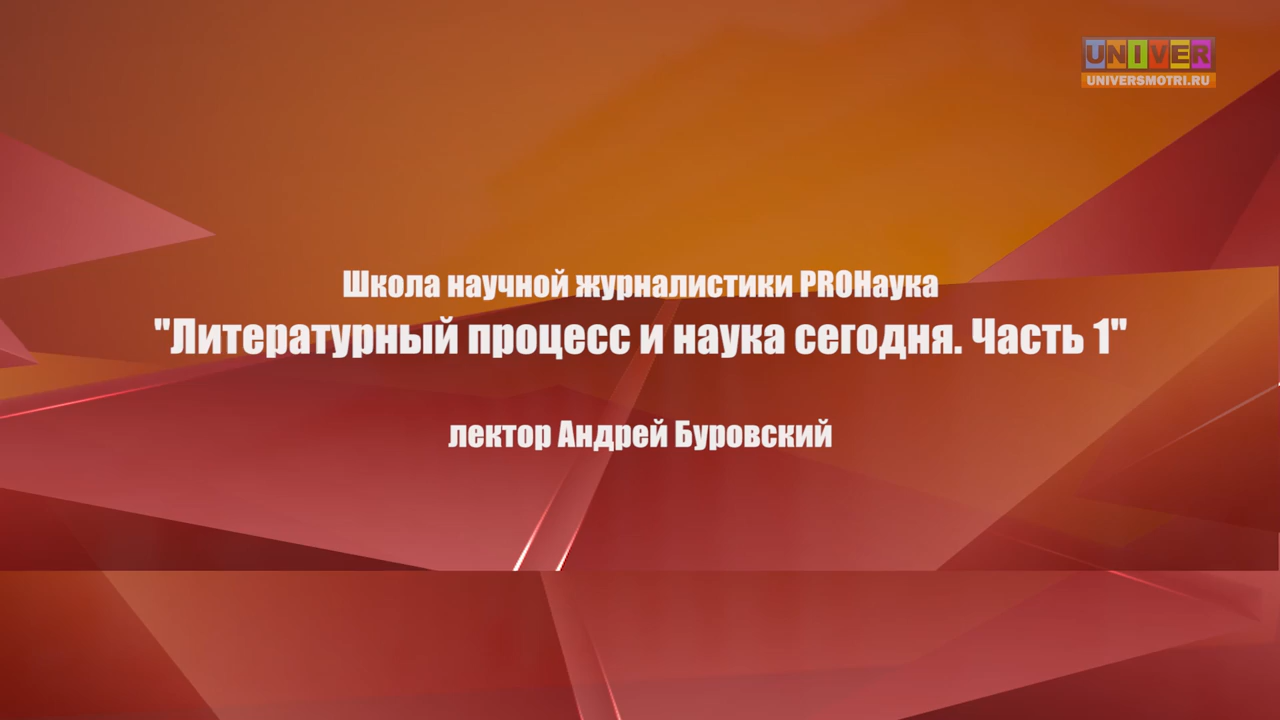 UNIVER
UNIVERSMOTRI.RU
Школа научной журналистики PROНаука
"Литературный процесс и наука сегодня. Часть 1"
лектор Андрей Буровский